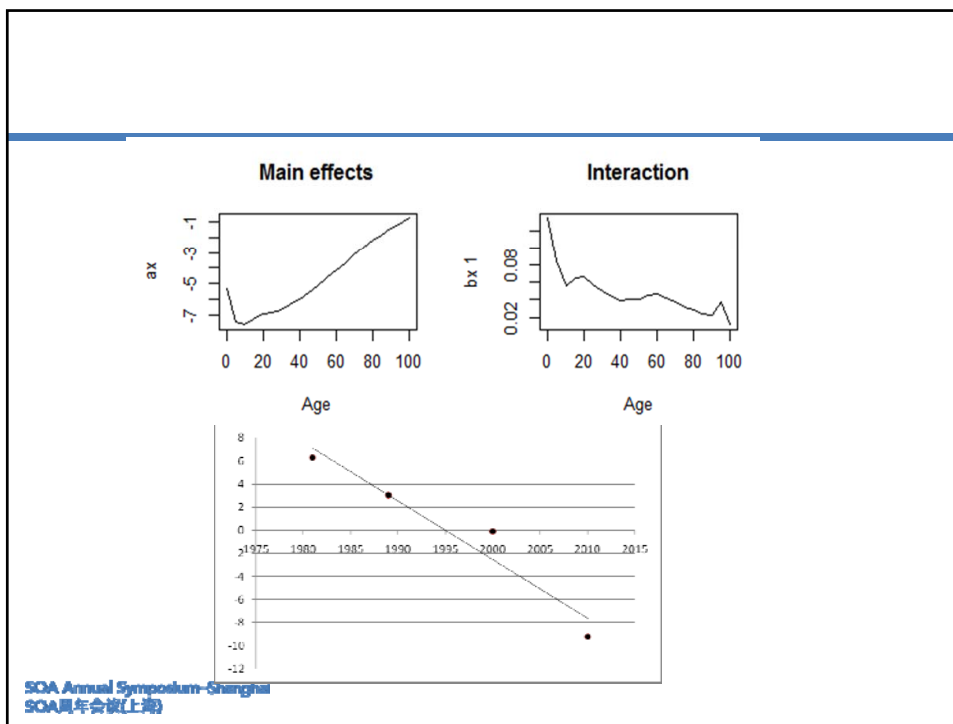 Main effects
Interaction
ax
-1
-3
-5
-7
0 20 40 60 80 100
Age
bx 1
0.08
0.02
0 20 40 60 80 100
Age
8
6
4
2
0
1975 1980 1985 1990 1995 2000 2005 2010 2015
-2
-4
-6
-8
-10
-12
SOA Annual Symposium-Shanghai
SOA周年会议(上海)